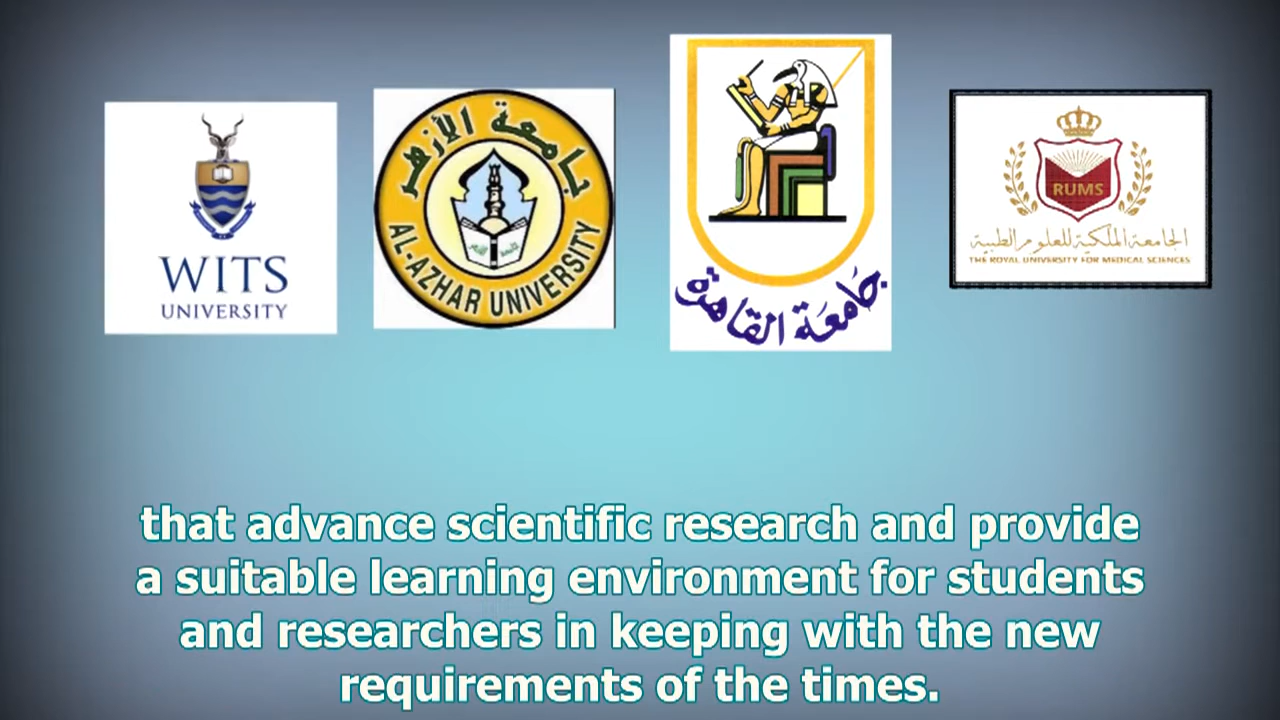 WITS
UNIVERSITY
جامعة الأزهر
AL-AZHAR UNIVERSITY
جامعة القاهرة
RUMS
الجامعة الملكية للعلوم الطبية
THE ROYAL UNIVERSITY FOR MEDICAL SCIENCES
that advance scientific research and provide
a suitable learning environment for students
and researchers in keeping with the new
requirements of the times.